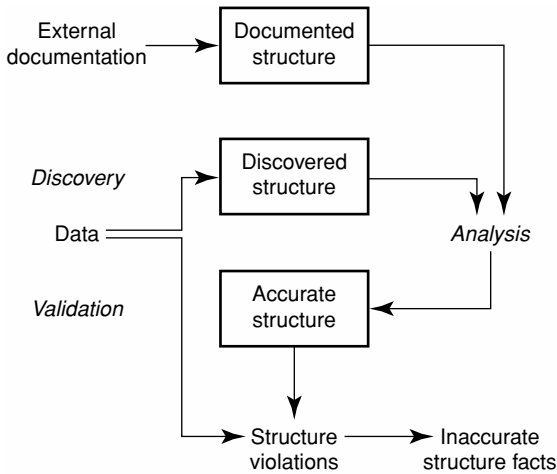 External
documentation
Documented
structure
Discovery
Discovered
structure
Data
Analysis
Validation
Accurate
structure
Structure
violations
Inaccurate
structure facts